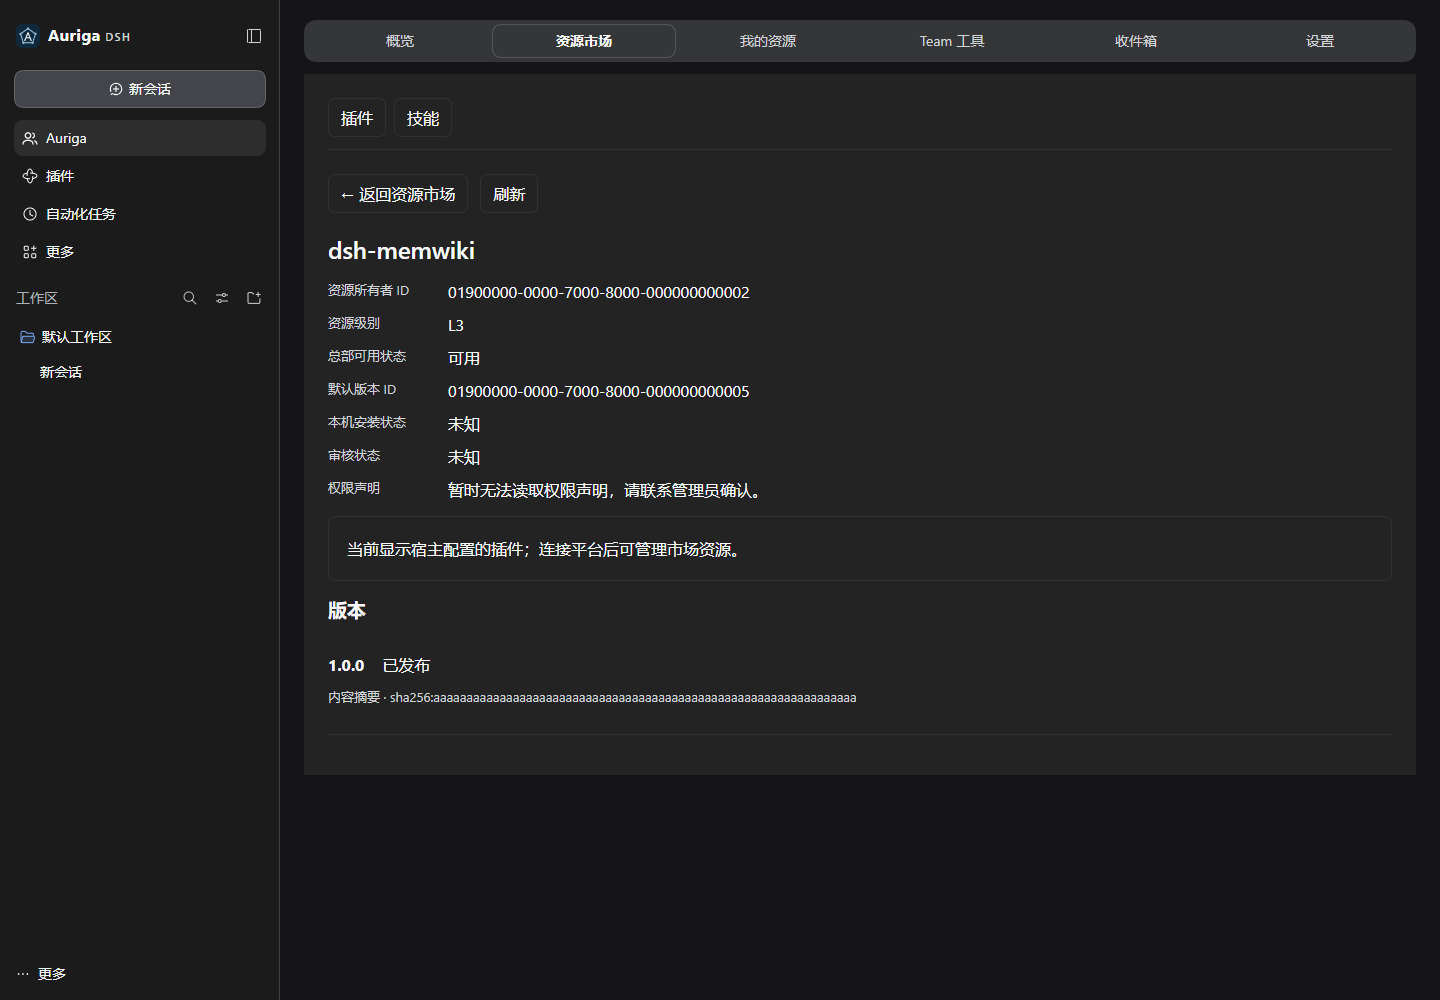 Auriga DSH
新会话
Auriga
插件
自动化任务
更多
工作区
默认工作区
新会话
更多
概览
资源市场
我的资源
Team 工具
收件箱
设置
插件
技能
← 返回资源市场
刷新
dsh-memwiki
资源所有者 ID 01900000-0000-7000-8000-000000000002
资源级别 L3
总部可用状态 可用
默认版本 ID 01900000-0000-7000-8000-000000000005
本机安装状态 未知
审核状态 未知
权限声明 暂时无法读取权限声明，请联系管理员确认。
当前显示宿主配置的插件；连接平台后可管理市场资源。
版本
1.0.0 已发布
内容摘要 · sha256:aaaaaaaaaaaaaaaaaaaaaaaaaaaaaaaaaaaaaaaaaaaaaaaaaaaaaaaaaaaaaaaa